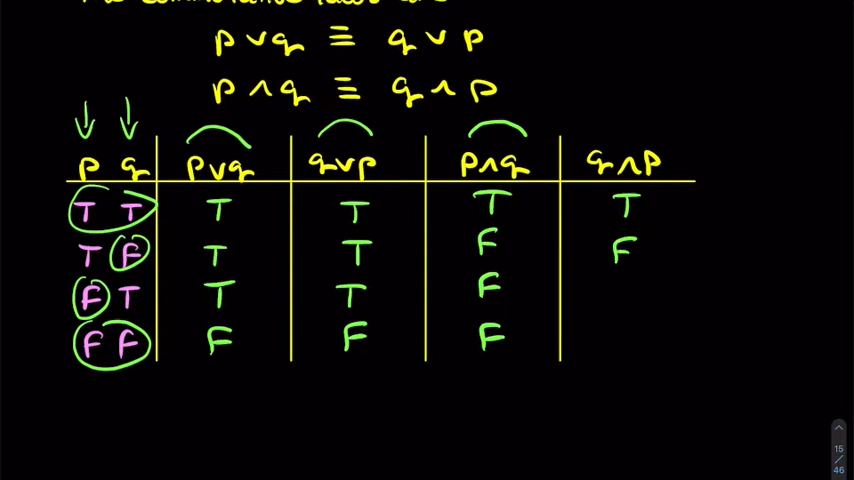 p ∨ q ≡ q ∨ p
p ∧ q ≡ q ∧ p
p q p∨q q∨p p∧q q∧p
T T T T T T
T F T T F F
F T T T F
F F F F F
15
/
46